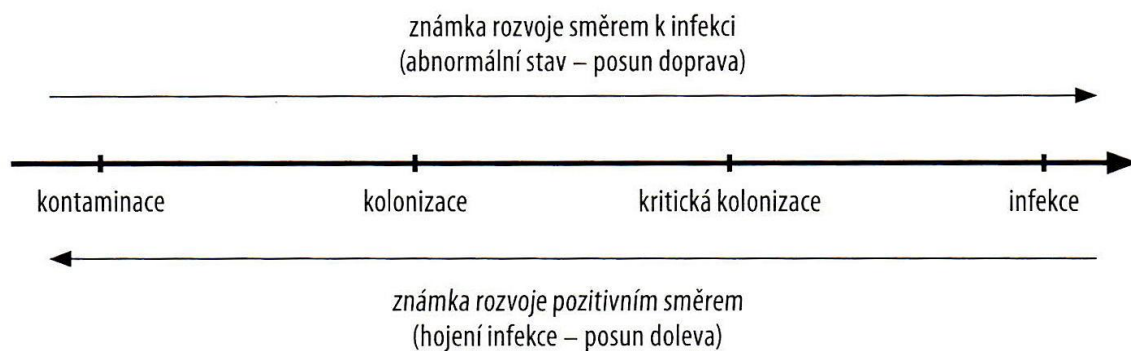 známka rozvoje směrem k infekci
(abnormální stav – posun doprava)
kontaminace kolonizace kritická kolonizace infekce
známka rozvoje pozitivním směrem
(hojení infekce – posun doleva)